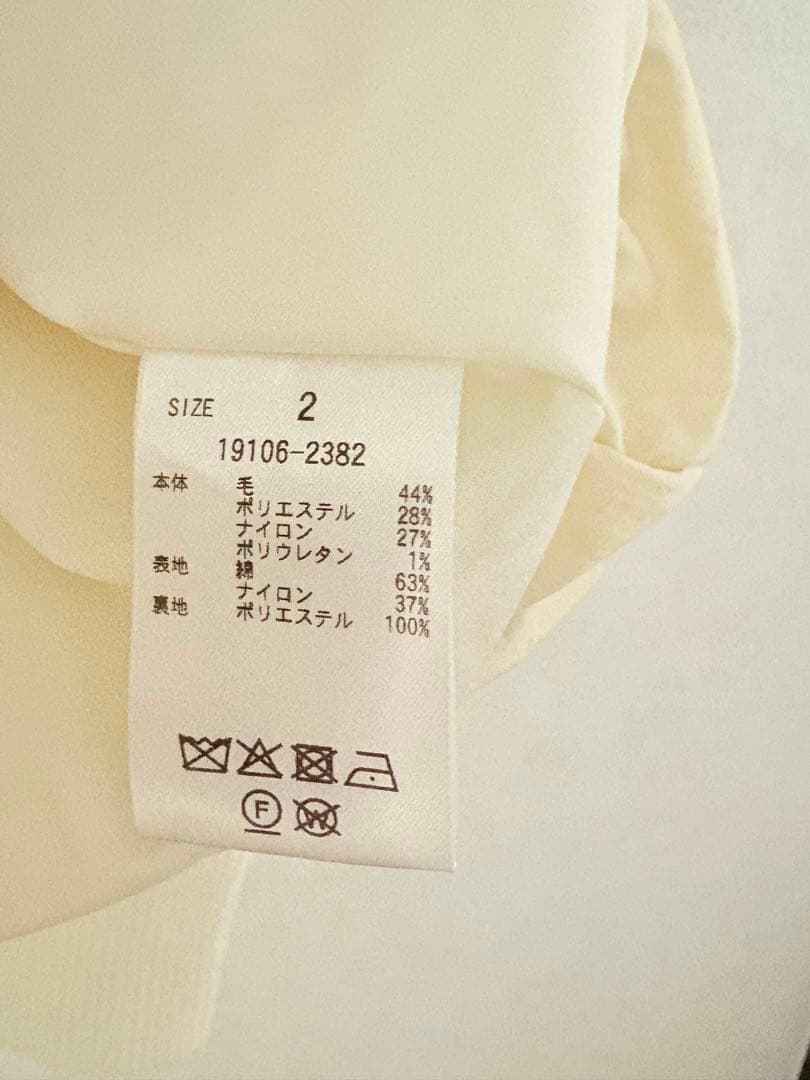 SIZE 2
19106-2382
本体 毛 44%
ポリエステル 28%
ナイロン 27%
ポリウレタン 1%
表地 綿 63%
ナイロン 37%
裏地 ポリエステル 100%
F W